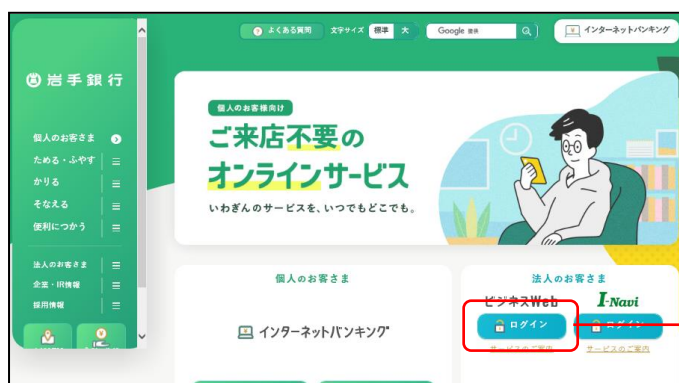 よくある質問
文字サイズ 標準 大
Google 提供
インターネットバンキング
岩手銀行
個人のお客さま
ためる・ふやす
かりる
そなえる
便利につかう
法人のお客さま
企業・IR情報
採用情報
個人のお客様向け
ご来店不要の
オンラインサービス
いわぎんのサービスを、いつでもどこでも。
個人のお客さま
インターネットバンキング
法人のお客さま
ビジネスWeb
I-Navi
ログイン
ログイン
サービスのご案内
サービスのご案内